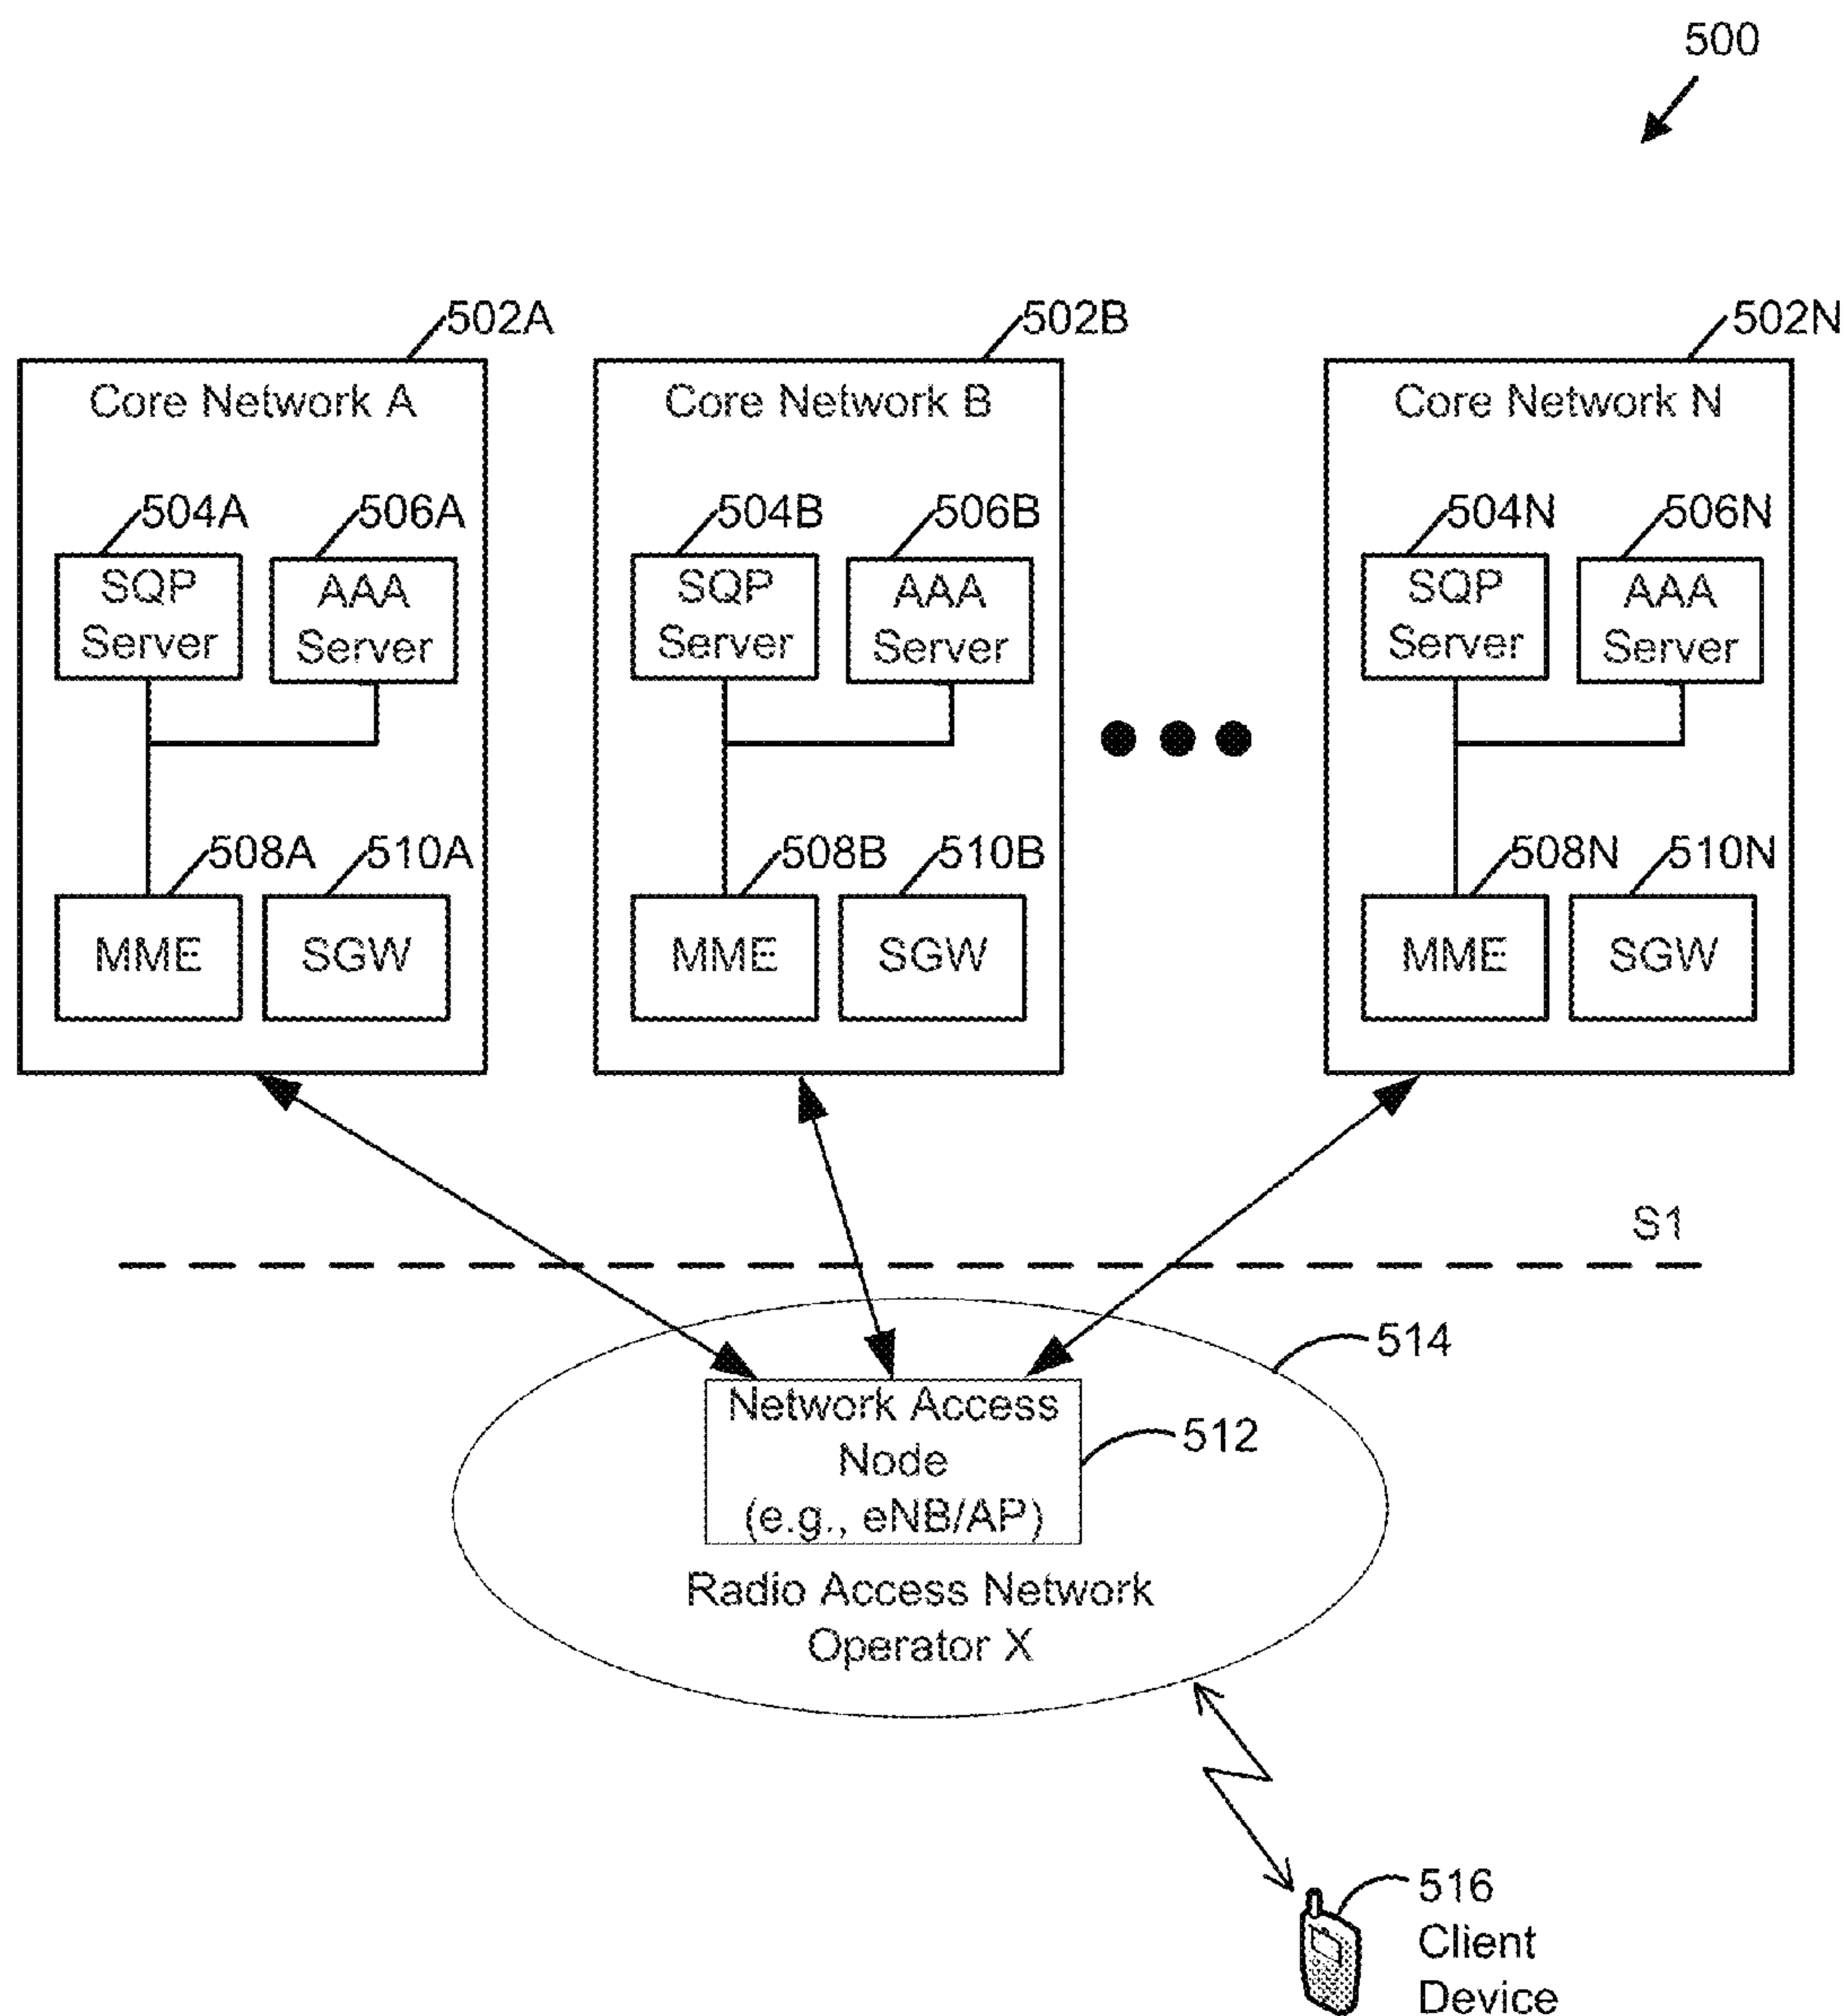 500
502A
502B
502N
Core Network A
Core Network B
Core Network N
504A
506A
504B
506B
504N
506N
SQP
Server
AAA
Server
SQP
Server
AAA
Server
SQP
Server
AAA
Server
508A
510A
508B
510B
508N
510N
MME
SGW
MME
SGW
MME
SGW
S1
514
Network Access
Node
(e.g., eNB/AP)
512
Radio Access Network
Operator X
516
Client
Device